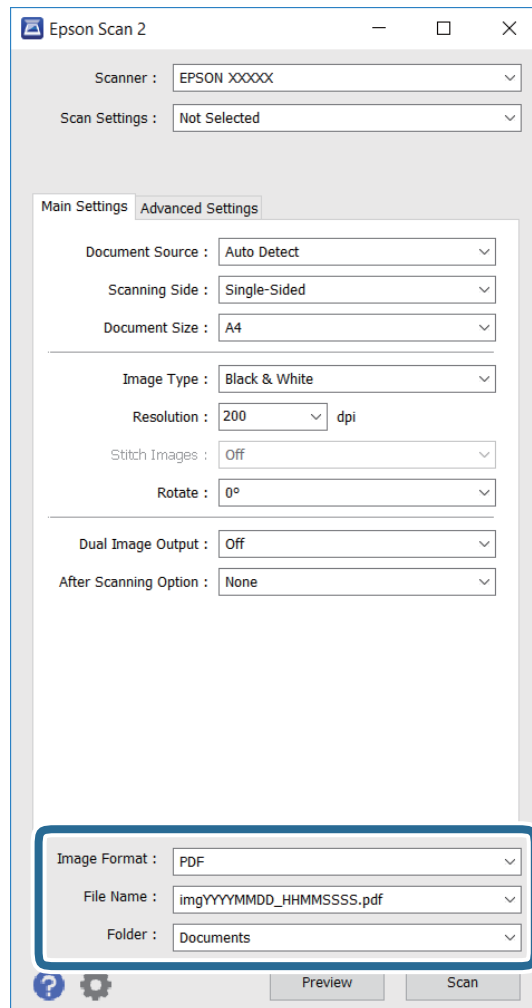 Epson Scan 2
Scanner : EPSON XXXXX
Scan Settings : Not Selected
Main Settings Advanced Settings
Document Source : Auto Detect
Scanning Side : Single-Sided
Document Size : A4
Image Type : Black & White
Resolution : 200 dpi
Stitch Images : Off
Rotate : 0º
Dual Image Output : Off
After Scanning Option : None
Image Format : PDF
File Name : imgYYYYMMDD_HHMMSSSS.pdf
Folder : Documents
? Preview Scan